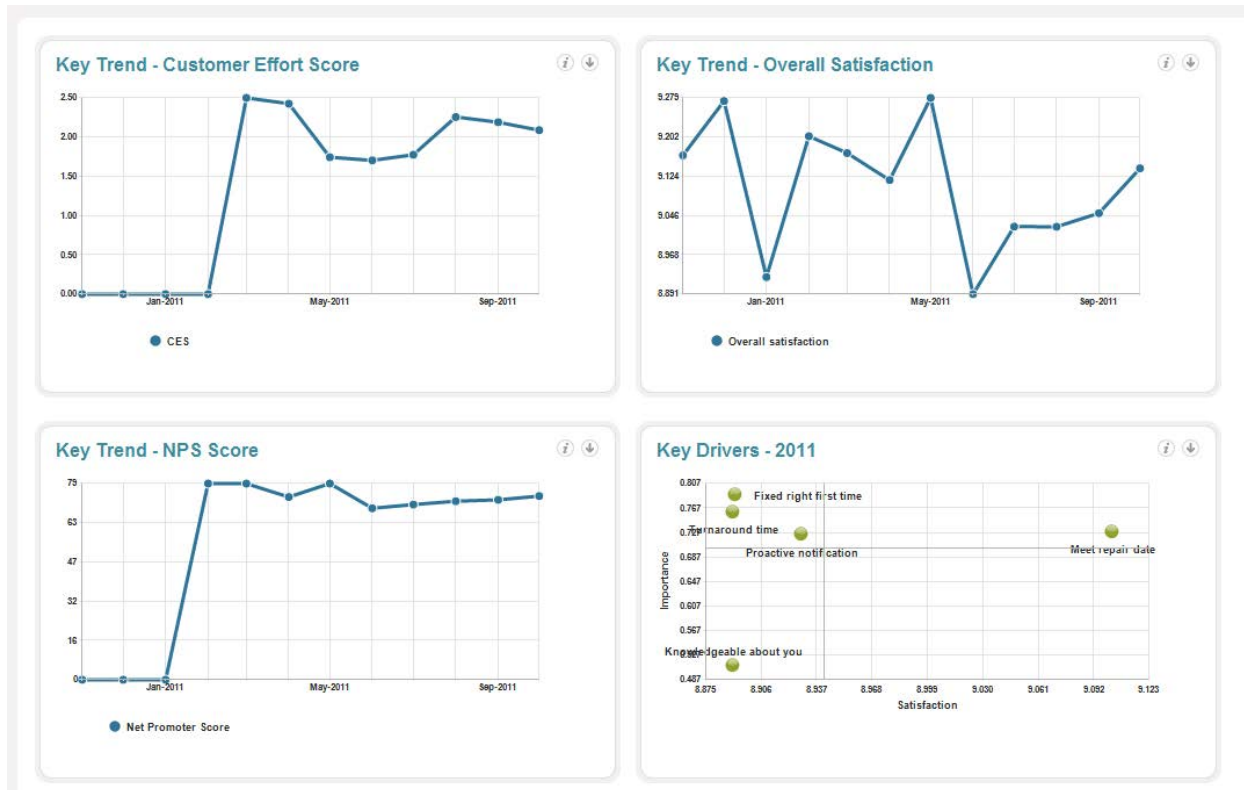 Key Trend - Customer Effort Score
2.50
2.00
1.50
1.00
0.50
0.00
Jan-2011 May-2011 Sep-2011
CES
Key Trend - Overall Satisfaction
9.279
9.202
9.124
9.046
8.968
8.891
Jan-2011 May-2011 Sep-2011
Overall satisfaction
Key Trend - NPS Score
79
63
47
32
16
0
Jan-2011 May-2011 Sep-2011
Net Promoter Score
Key Drivers - 2011
Importance
0.807
Fixed right first time
0.767
0.727
Turnaround time
Proactive notification
Meet repair date
0.687
0.647
0.607
0.567
Knowledgeable about you
0.487
8.875 8.906 8.937 8.968 8.999 9.030 9.061 9.092 9.123
Satisfaction